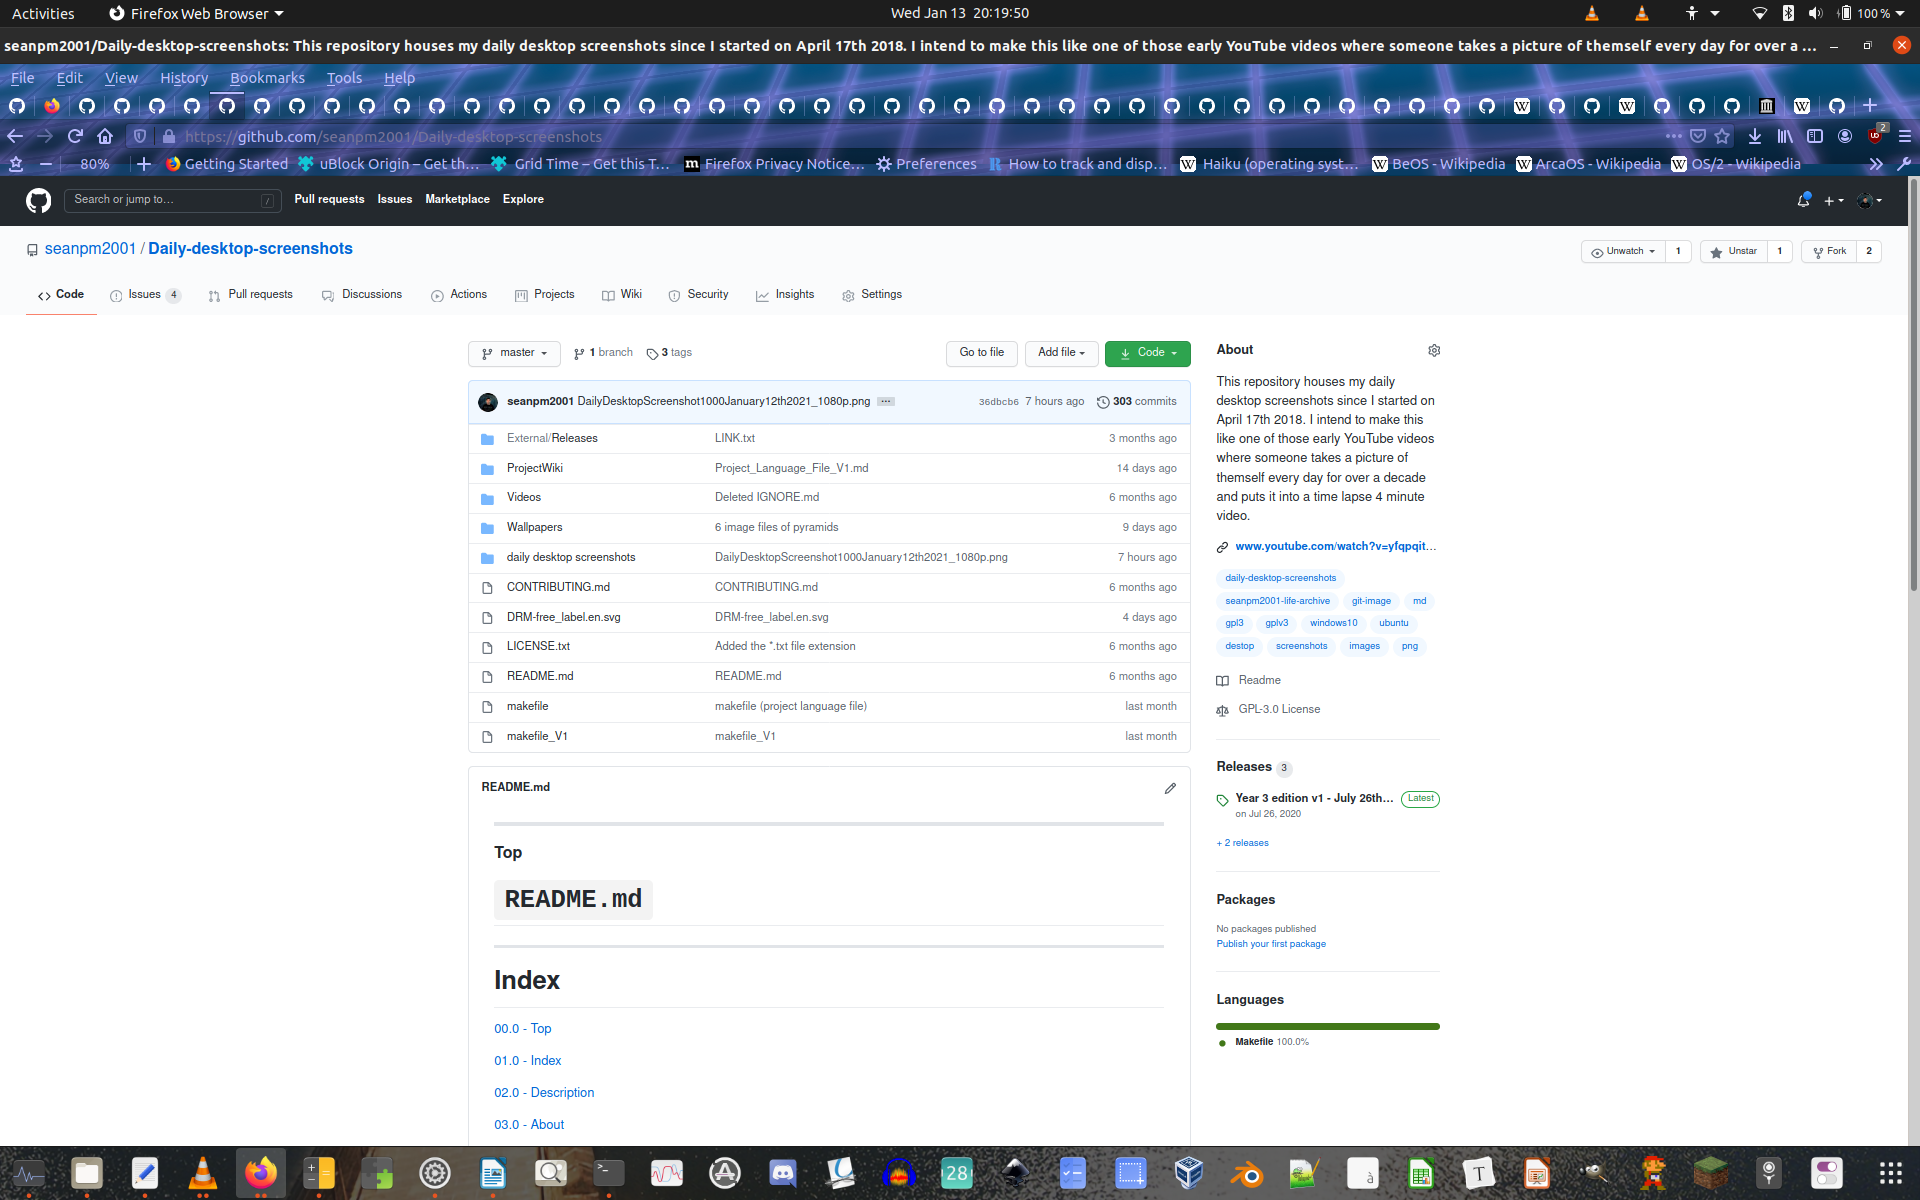 Activities Firefox Web Browser Wed Jan 13 20:19:50 100 %
seanpm2001/Daily-desktop-screenshots: This repository houses my daily desktop screenshots since I started on April 17th 2018. I intend to make this like one of those early YouTube videos where someone takes a picture of themself every day for over a ...
File Edit View History Bookmarks Tools Help
https://github.com/seanpm2001/Daily-desktop-screenshots 2
80% Getting Started uBlock Origin – Get th… Grid Time – Get this T… Firefox Privacy Notice… Preferences How to track and disp… Haiku (operating syst… BeOS - Wikipedia ArcaOS - Wikipedia OS/2 - Wikipedia
Search or jump to… / Pull requests Issues Marketplace Explore
seanpm2001 / Daily-desktop-screenshots Unwatch 1 Unstar 1 Fork 2
Code Issues 4 Pull requests Discussions Actions Projects Wiki Security Insights Settings
master 1 branch 3 tags Go to file Add file Code
seanpm2001 DailyDesktopScreenshot1000January12th2021_1080p.png ··· 36dbcb6 7 hours ago 303 commits
External/Releases LINK.txt 3 months ago
ProjectWiki Project_Language_File_V1.md 14 days ago
Videos Deleted IGNORE.md 6 months ago
Wallpapers 6 image files of pyramids 9 days ago
daily desktop screenshots DailyDesktopScreenshot1000January12th2021_1080p.png 7 hours ago
CONTRIBUTING.md CONTRIBUTING.md 6 months ago
DRM-free_label.en.svg DRM-free_label.en.svg 4 days ago
LICENSE.txt Added the *.txt file extension 6 months ago
README.md README.md 6 months ago
makefile makefile (project language file) last month
makefile_V1 makefile_V1 last month
README.md
Top
README.md
Index
00.0 - Top
01.0 - Index
02.0 - Description
03.0 - About
About
This repository houses my daily
desktop screenshots since I started on
April 17th 2018. I intend to make this
like one of those early YouTube videos
where someone takes a picture of
themself every day for over a decade
and puts it into a time lapse 4 minute
video.
www.youtube.com/watch?v=yfqpqit…
daily-desktop-screenshots
seanpm2001-life-archive git-image md
gpl3 gplv3 windows10 ubuntu
destop screenshots images png
Readme
GPL-3.0 License
Releases 3
Year 3 edition v1 - July 26th… Latest
on Jul 26, 2020
+ 2 releases
Packages
No packages published
Publish your first package
Languages
Makefile 100.0%
28